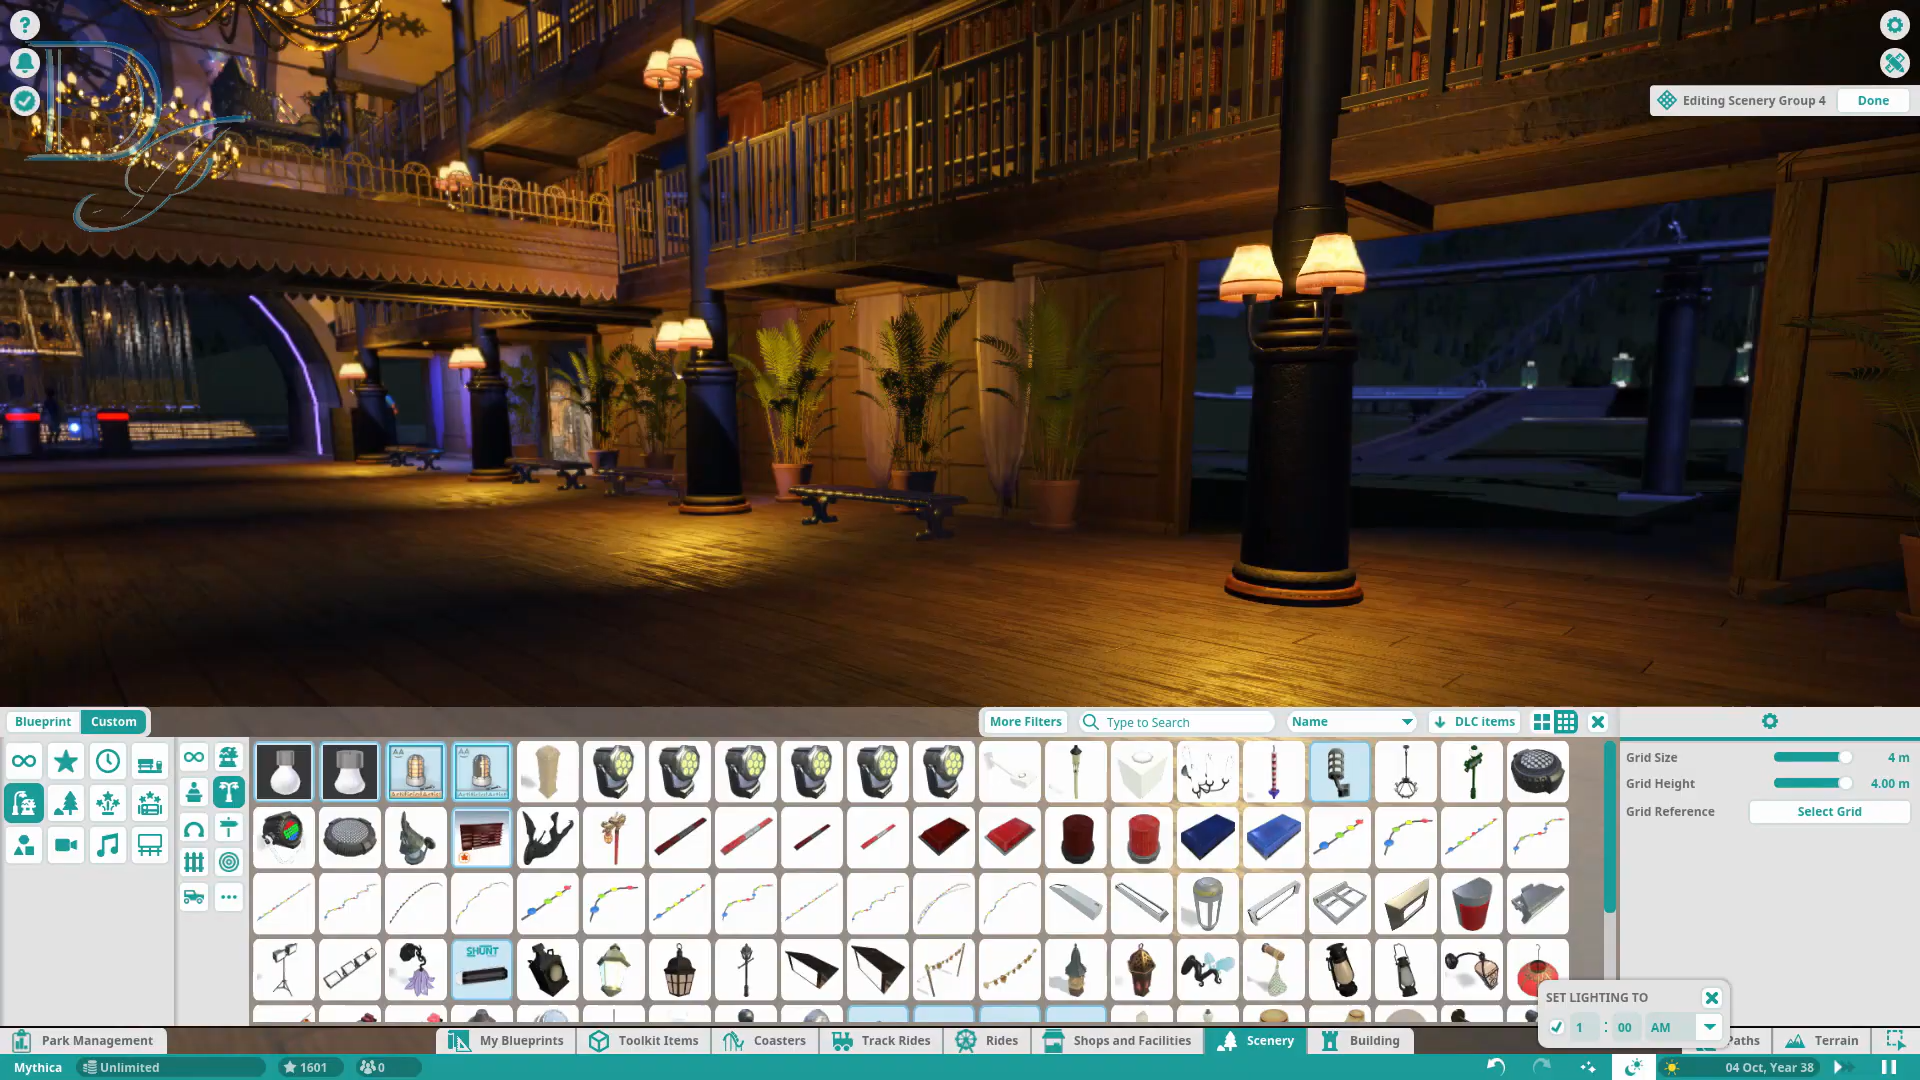 ?
Editing Scenery Group 4
Done
Blueprint
Custom
More Filters
Type to Search
Name
DLC items
Grid Size
4 m
Grid Height
4.00 m
Grid Reference
Select Grid
AA
AA
SHUNT
SET LIGHTING TO
1 : 00 AM
Park Management
My Blueprints
Toolkit Items
Coasters
Track Rides
Rides
Shops and Facilities
Scenery
Building
Paths
Terrain
Mythica
Unlimited
1601
0
04 Oct, Year 38